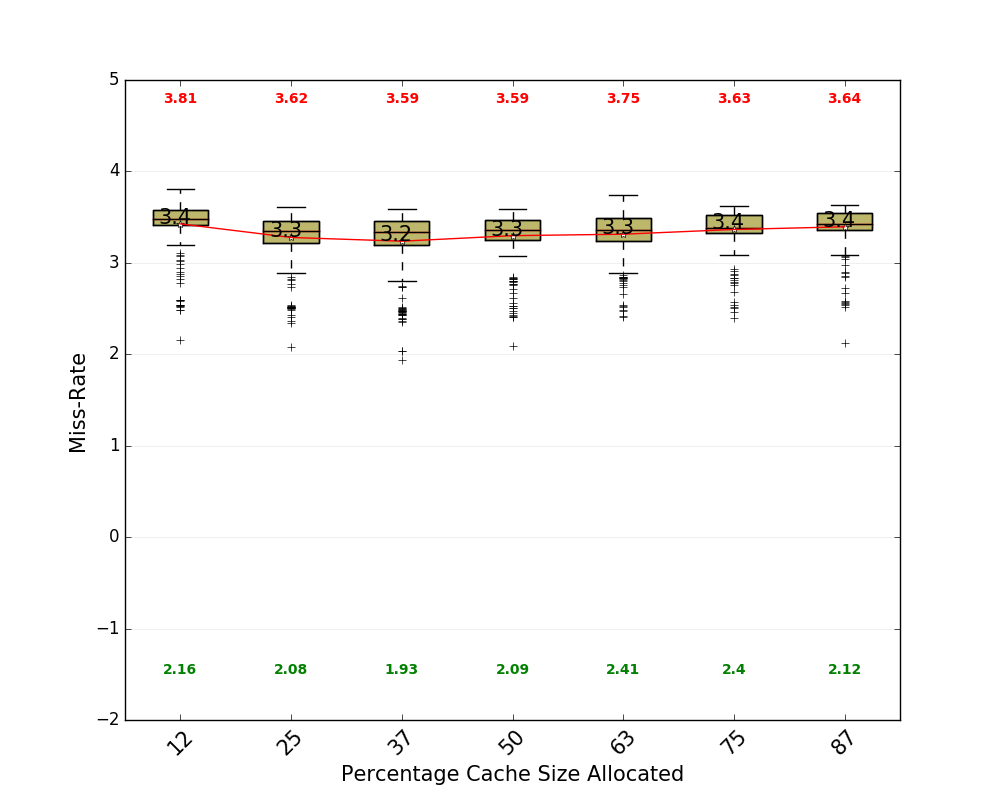 5
3.81 3.62 3.59 3.59 3.75 3.63 3.64
4
3.4 3.3 3.2 3.3 3.3 3.4 3.4
3
2
1
0
−1
2.16 2.08 1.93 2.09 2.41 2.4 2.12
−2
Miss-Rate
12 25 37 50 63 75 87
Percentage Cache Size Allocated